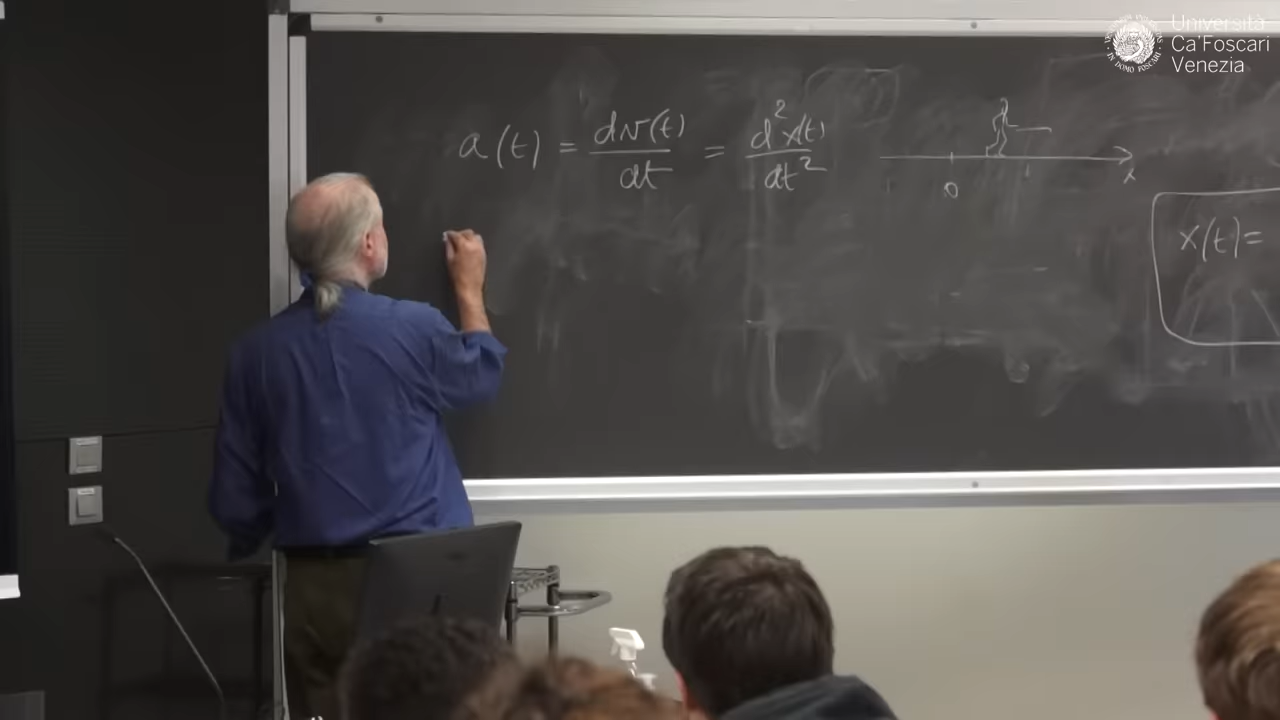 Università
Ca'Foscari
Venezia
a(t) = dv(t)/dt = d²x(t)/dt²
0
x
x(t)=